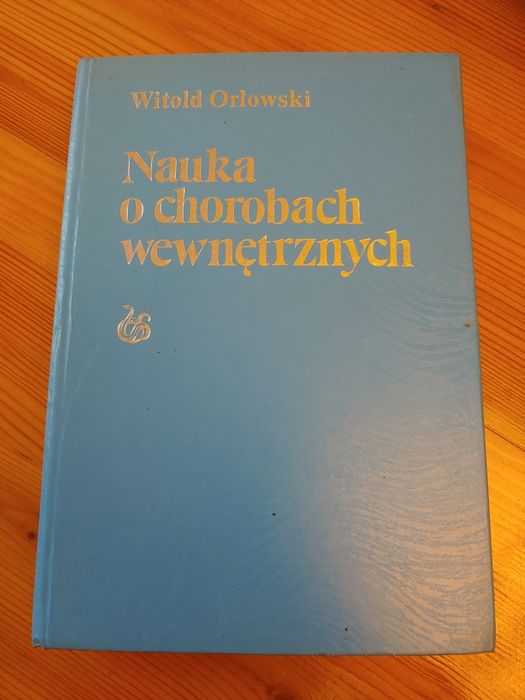 Witold Orłowski
Nauka
o chorobach
wewnętrznych